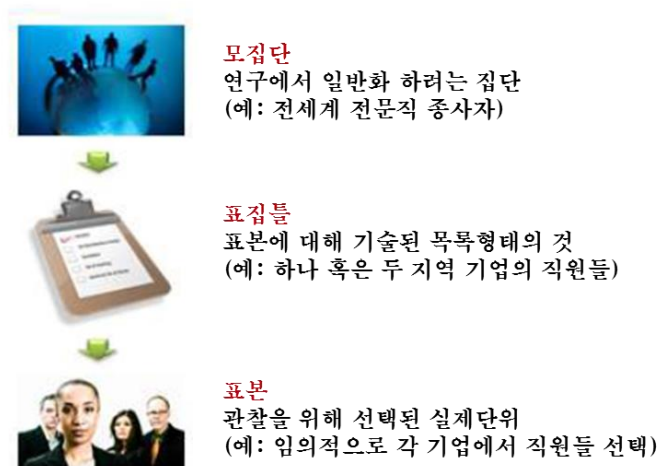 모집단
연구에서 일반화 하려는 집단
(예: 전세계 전문직 종사자)
표집틀
표본에 대해 기술된 목록형태의 것
(예: 하나 혹은 두 지역 기업의 직원들)
표본
관찰을 위해 선택된 실제단위
(예: 임의적으로 각 기업에서 직원들 선택)